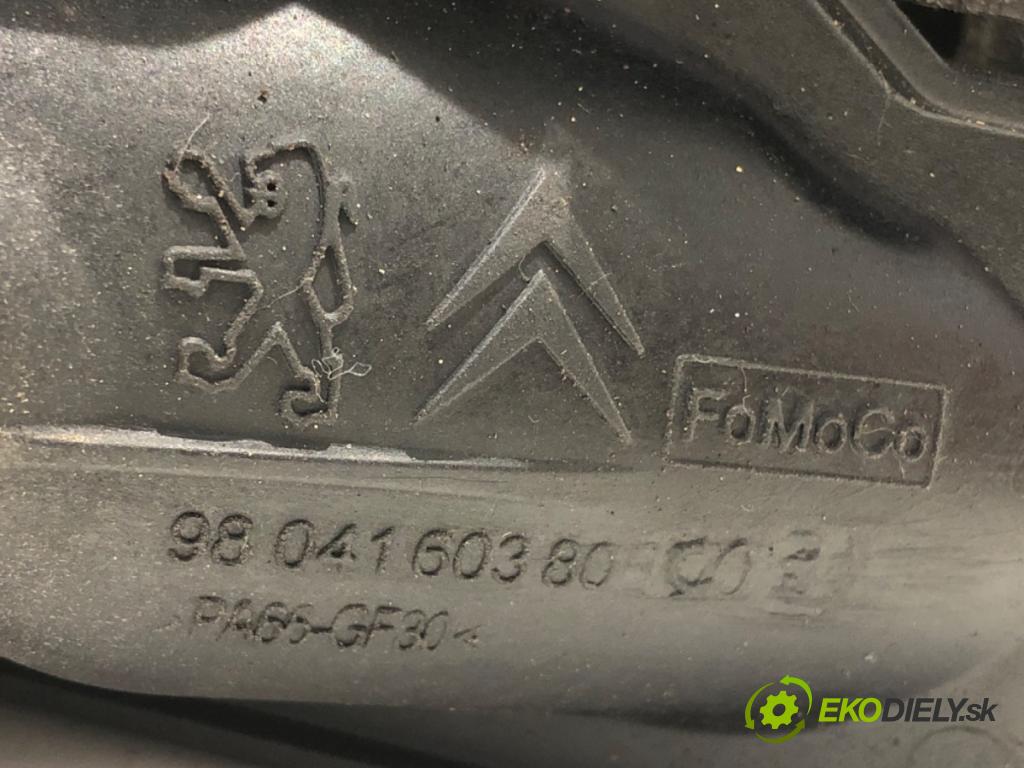 FoMoCo
98 041 603 80
PA66-GF30<
EKODIELY.sk